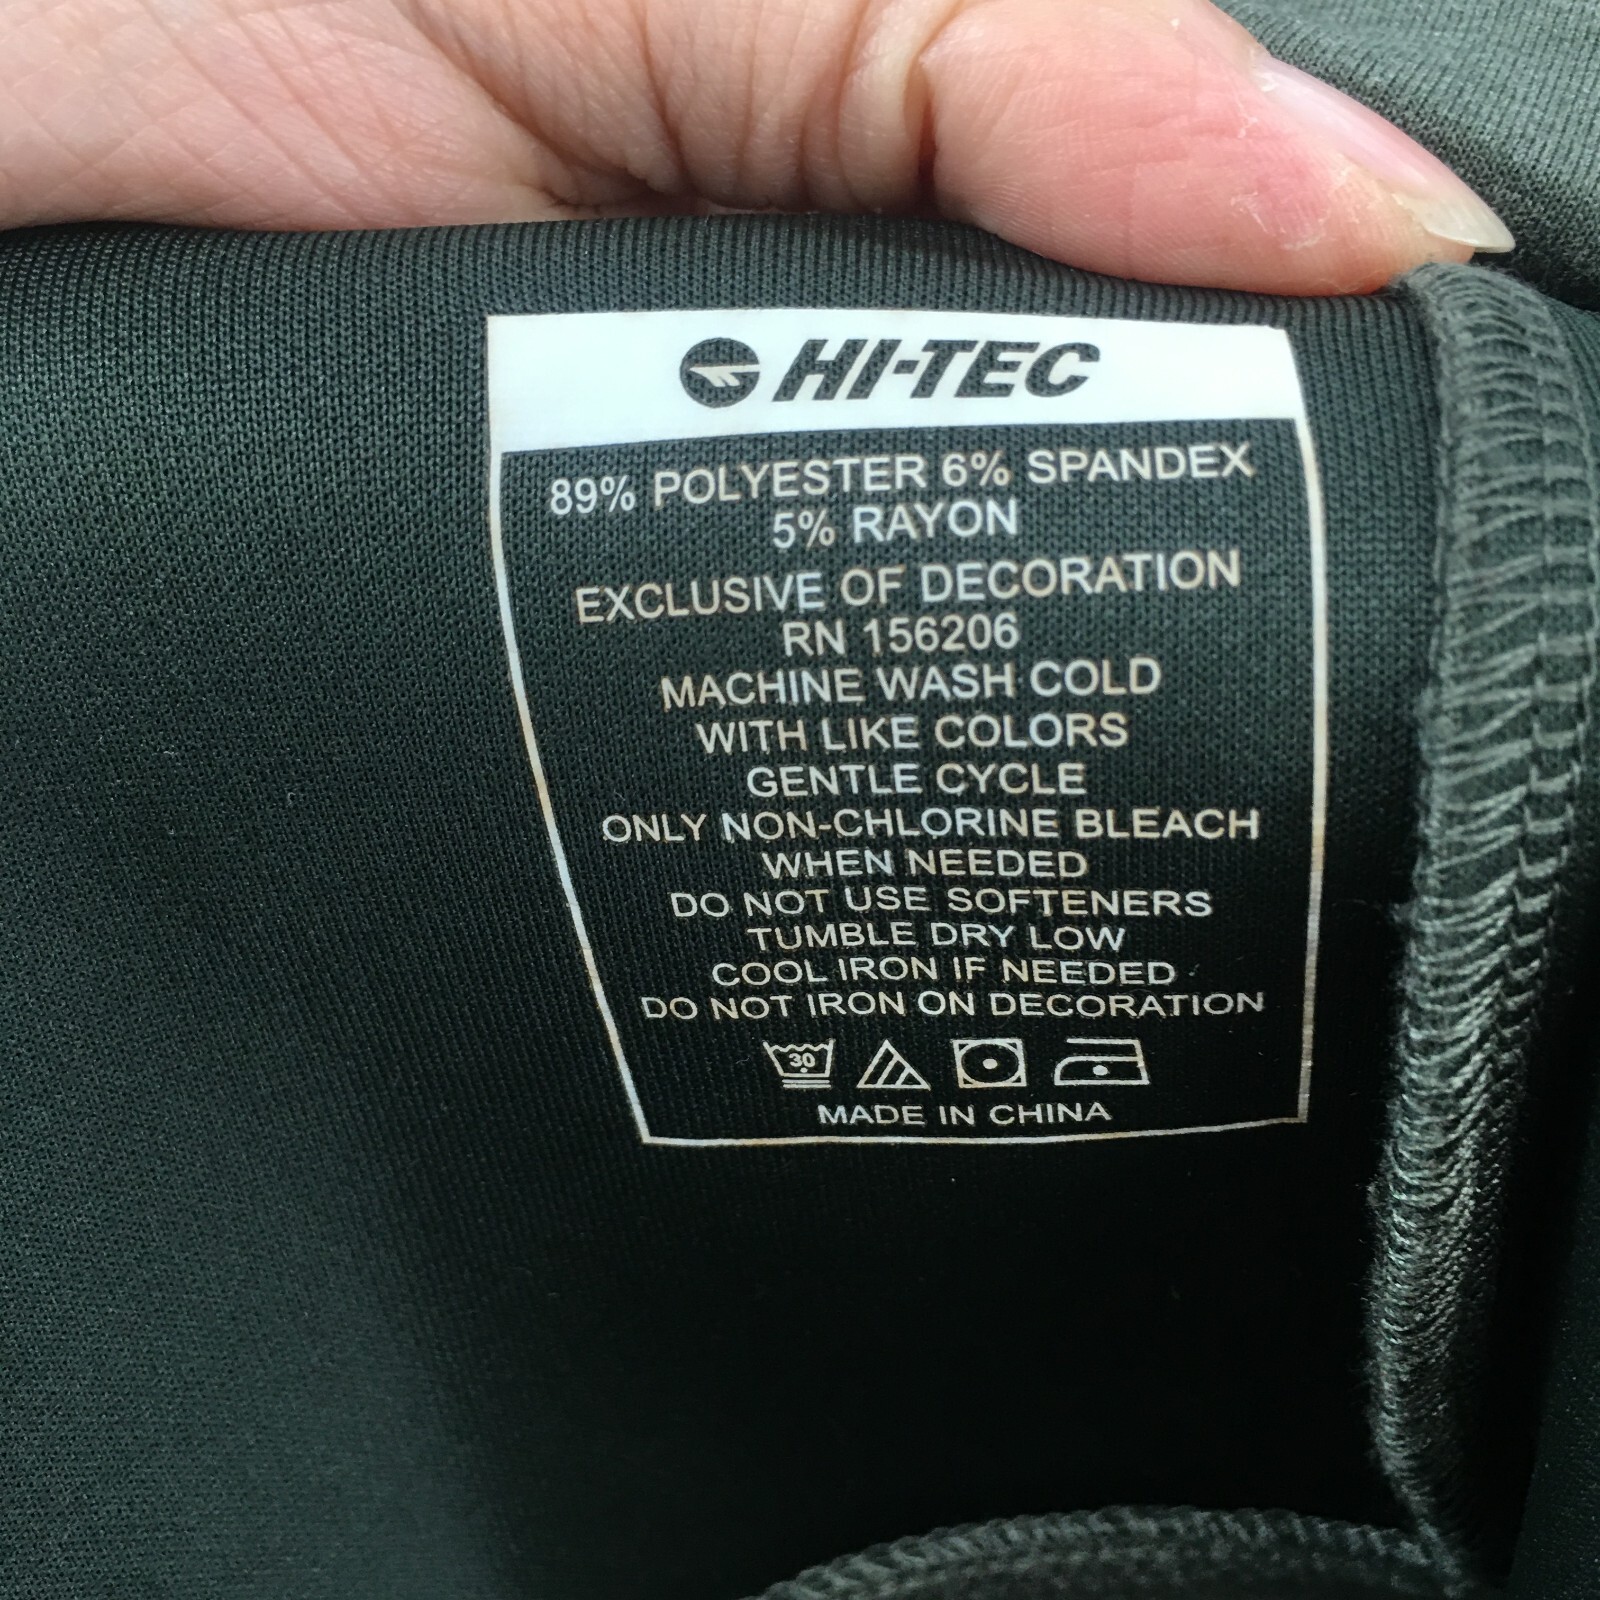 HI-TEC
89% POLYESTER 6% SPANDEX
5% RAYON
EXCLUSIVE OF DECORATION
RN 156206
MACHINE WASH COLD
WITH LIKE COLORS
GENTLE CYCLE
ONLY NON-CHLORINE BLEACH
WHEN NEEDED
DO NOT USE SOFTENERS
TUMBLE DRY LOW
COOL IRON IF NEEDED
DO NOT IRON ON DECORATION
30
MADE IN CHINA